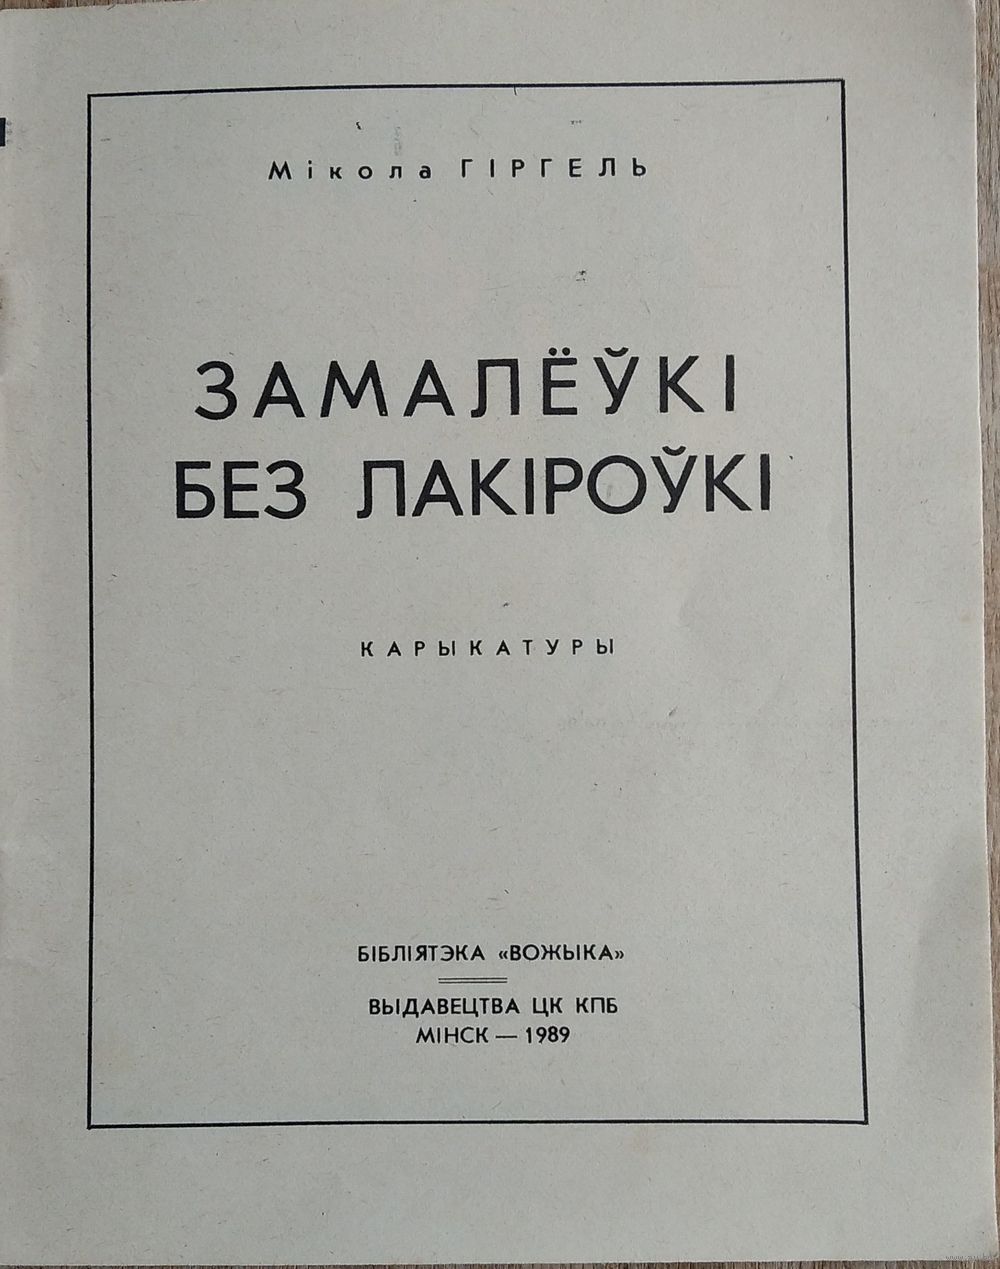 Мікола ГІРГЕЛЬ
ЗАМАЛЁЎКІ
БЕЗ ЛАКІРОЎКІ
КАРЫКАТУРЫ
БІБЛІЯТЭКА «ВОЖЫКА»
ВЫДАВЕЦТВА ЦК КПБ
МІНСК — 1989